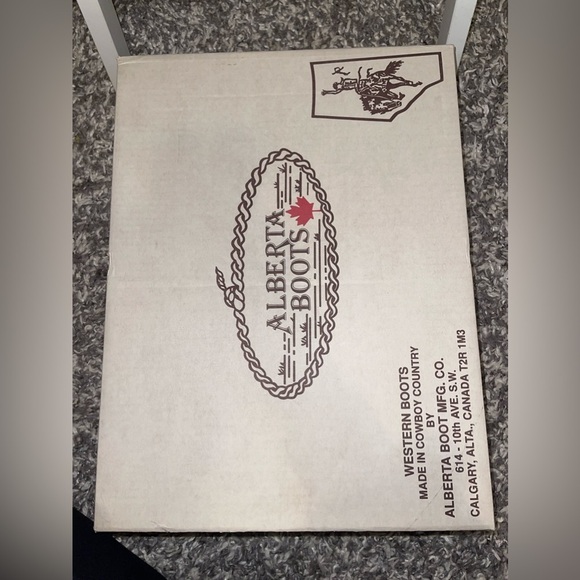 ALBERTA
BOOTS
WESTERN BOOTS
MADE IN COWBOY COUNTRY
BY
ALBERTA BOOT MFG. CO.
614 - 10th AVE. S.W.
CALGARY, ALTA., CANADA T2R 1M3